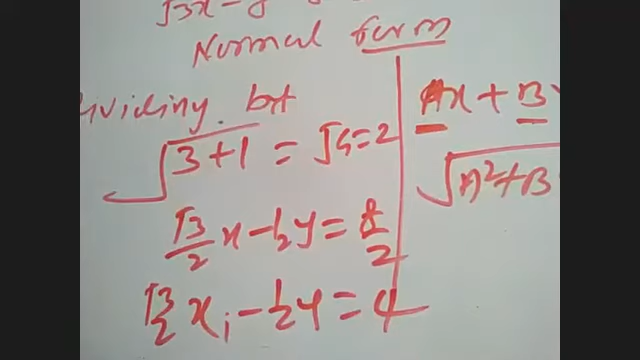 √3x - y
Normal form
dividing by
√3+1 = √4 = 2
√3/2 x - 1/2 y = 8/2
√3/2 x, - 1/2 y = 4
Ax + By
√A²+B